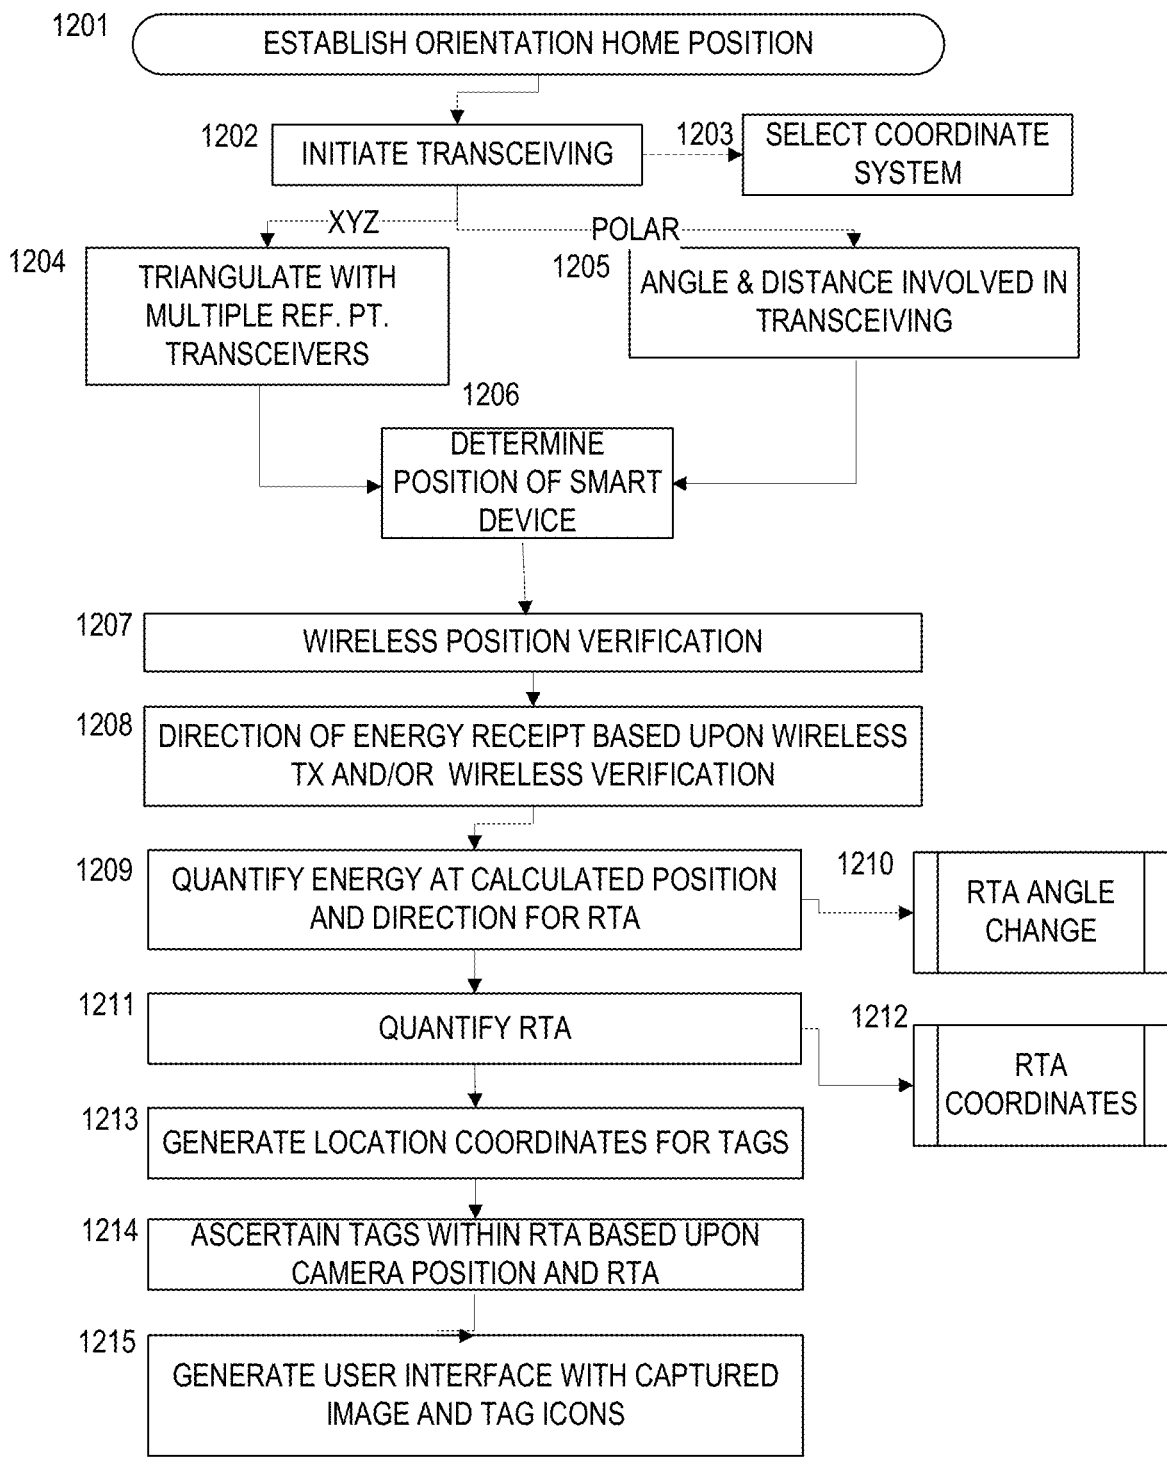 1201
ESTABLISH ORIENTATION HOME POSITION
1202
INITIATE TRANSCEIVING
1203
SELECT COORDINATE
SYSTEM
XYZ
POLAR
1204
TRIANGULATE WITH
MULTIPLE REF. PT.
TRANSCEIVERS
1205
ANGLE & DISTANCE INVOLVED IN
TRANSCEIVING
1206
DETERMINE
POSITION OF SMART
DEVICE
1207
WIRELESS POSITION VERIFICATION
1208
DIRECTION OF ENERGY RECEIPT BASED UPON WIRELESS
TX AND/OR WIRELESS VERIFICATION
1209
QUANTIFY ENERGY AT CALCULATED POSITION
AND DIRECTION FOR RTA
1210
RTA ANGLE
CHANGE
1211
QUANTIFY RTA
1212
RTA
COORDINATES
1213
GENERATE LOCATION COORDINATES FOR TAGS
1214
ASCERTAIN TAGS WITHIN RTA BASED UPON
CAMERA POSITION AND RTA
1215
GENERATE USER INTERFACE WITH CAPTURED
IMAGE AND TAG ICONS